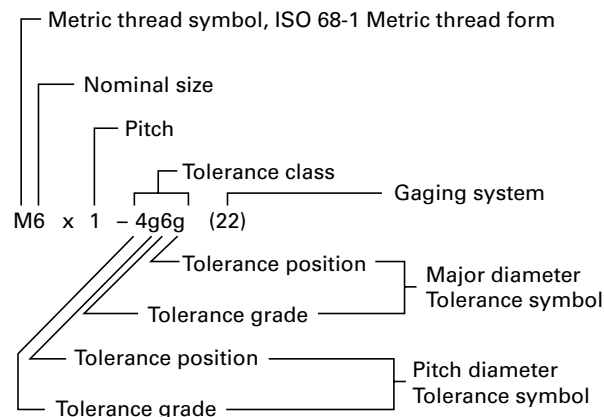 Metric thread symbol, ISO 68-1 Metric thread form
Nominal size
Pitch
Tolerance class
Gaging system
M6 x 1 – 4g6g (22)
Tolerance position
Major diameter
Tolerance symbol
Tolerance grade
Tolerance position
Pitch diameter
Tolerance symbol
Tolerance grade